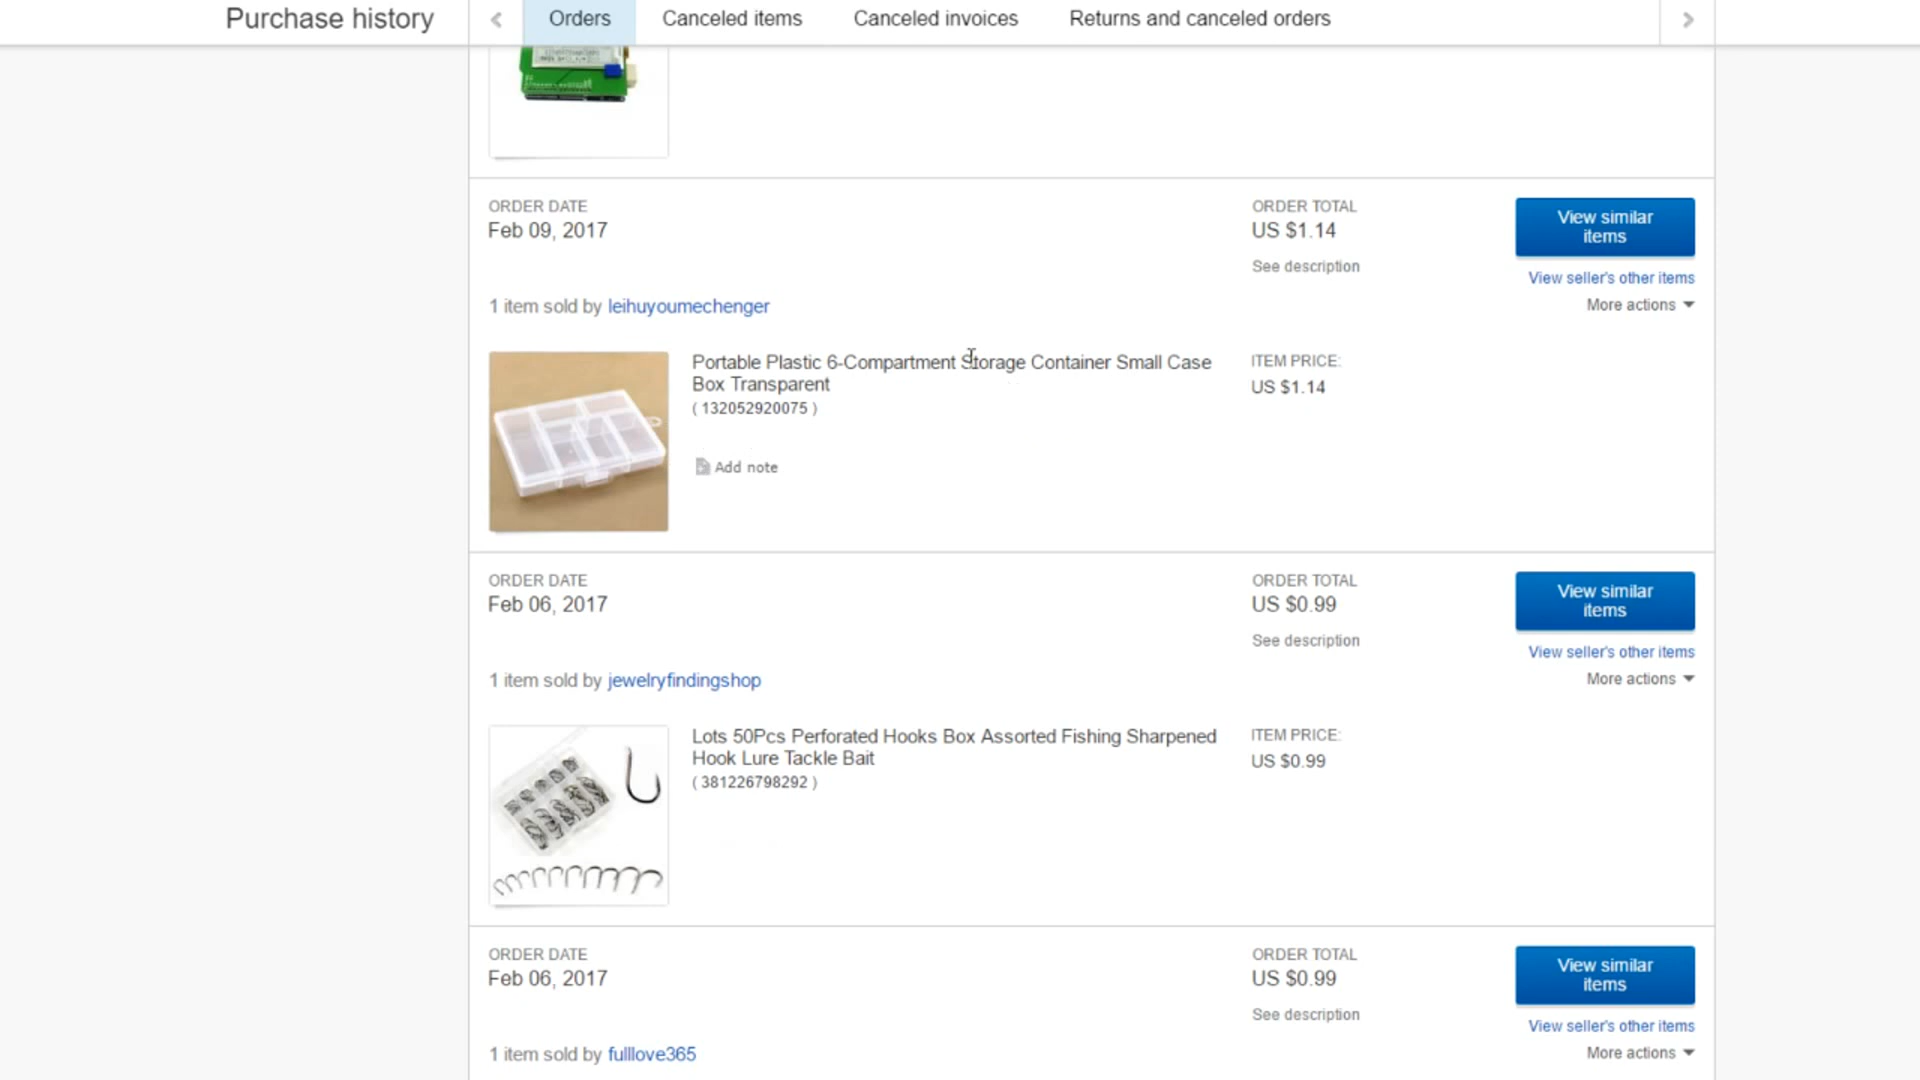 Purchase history
Orders
Canceled items
Canceled invoices
Returns and canceled orders
ORDER DATE
Feb 09, 2017
ORDER TOTAL
US $1.14
See description
View similar
items
View seller's other items
More actions
1 item sold by leihuyoumechenger
Portable Plastic 6-Compartment Storage Container Small Case
Box Transparent
( 132052920075 )
ITEM PRICE:
US $1.14
Add note
ORDER DATE
Feb 06, 2017
ORDER TOTAL
US $0.99
See description
View similar
items
View seller's other items
More actions
1 item sold by jewelryfindingshop
Lots 50Pcs Perforated Hooks Box Assorted Fishing Sharpened
Hook Lure Tackle Bait
( 381226798292 )
ITEM PRICE:
US $0.99
ORDER DATE
Feb 06, 2017
ORDER TOTAL
US $0.99
See description
View similar
items
View seller's other items
More actions
1 item sold by fulllove365